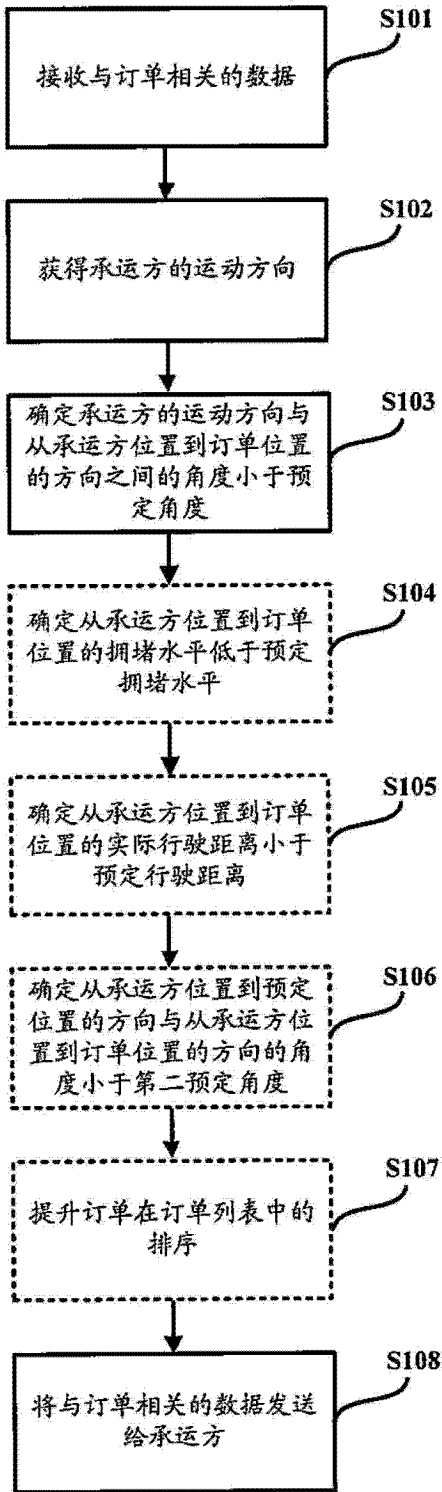 S101
接收与订单相关的数据
S102
获得承运方的运动方向
S103
确定承运方的运动方向与
从承运方位置到订单位置
的方向之间的角度小于预
定角度
S104
确定从承运方位置到订单
位置的拥堵水平低于预定
拥堵水平
S105
确定从承运方位置到订单
位置的实际行驶距离小于
预定行驶距离
S106
确定从承运方位置到预定
位置的方向与从承运方位
置到订单位置的方向的角
度小于第二预定角度
S107
提升订单在订单列表中的
排序
S108
将与订单相关的数据发送
给承运方